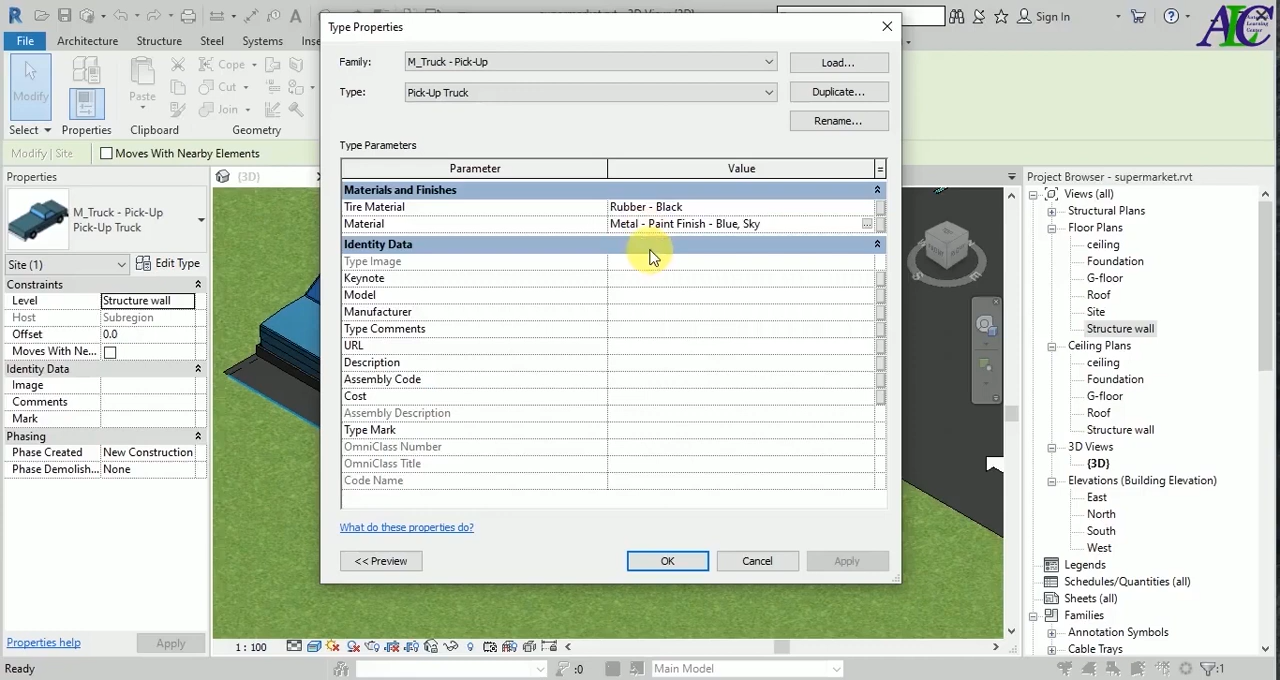 Sign In
ALC
File
Architecture
Structure
Steel
Systems
Modify
Paste
Cope
Cut
Join
Select
Properties
Clipboard
Geometry
Modify | Site
Moves With Nearby Elements
Properties
M_Truck - Pick-Up
Pick-Up Truck
Site (1)
Edit Type
Constraints
Level Structure wall
Host Subregion
Offset 0.0
Moves With Ne...
Identity Data
Image
Comments
Mark
Phasing
Phase Created New Construction
Phase Demolish... None
Properties help
Apply
Ready
(3D)
Type Properties
Family: M_Truck - Pick-Up Load...
Type: Pick-Up Truck Duplicate...
Rename...
Type Parameters
Parameter Value =
Materials and Finishes
Tire Material Rubber - Black
Material Metal - Paint Finish - Blue, Sky ...
Identity Data
Type Image
Keynote
Model
Manufacturer
Type Comments
URL
Description
Assembly Code
Cost
Assembly Description
Type Mark
OmniClass Number
OmniClass Title
Code Name
What do these properties do?
<< Preview
OK
Cancel
Apply
1 : 100
:0
Main Model
:1
Project Browser - supermarket.rvt
Views (all)
Structural Plans
Floor Plans
ceiling
Foundation
G-floor
Roof
Site
Structure wall
Ceiling Plans
ceiling
Foundation
G-floor
Roof
Structure wall
3D Views
(3D)
Elevations (Building Elevation)
East
North
South
West
Legends
Schedules/Quantities (all)
Sheets (all)
Families
Annotation Symbols
Cable Trays